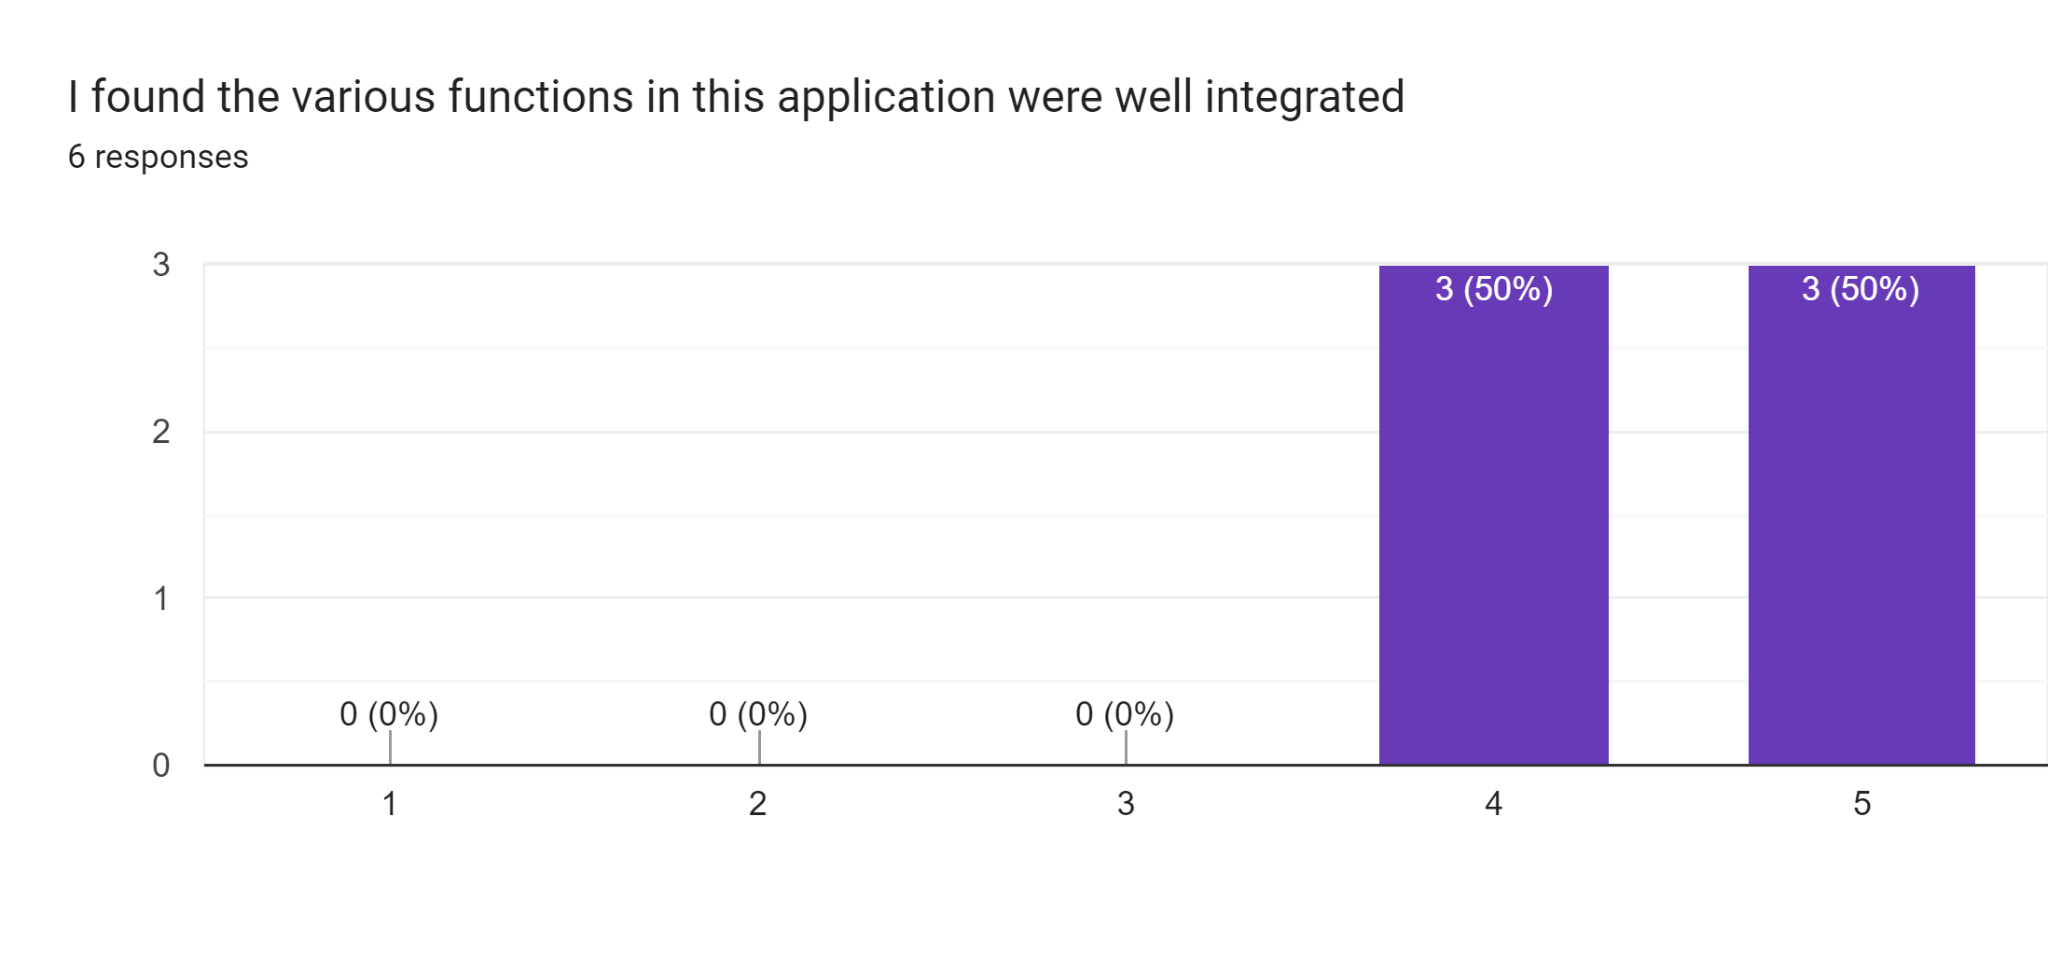 I found the various functions in this application were well integrated
6 responses
3
3 (50%) 3 (50%)
2
1
0 (0%) 0 (0%) 0 (0%)
0
1 2 3 4 5